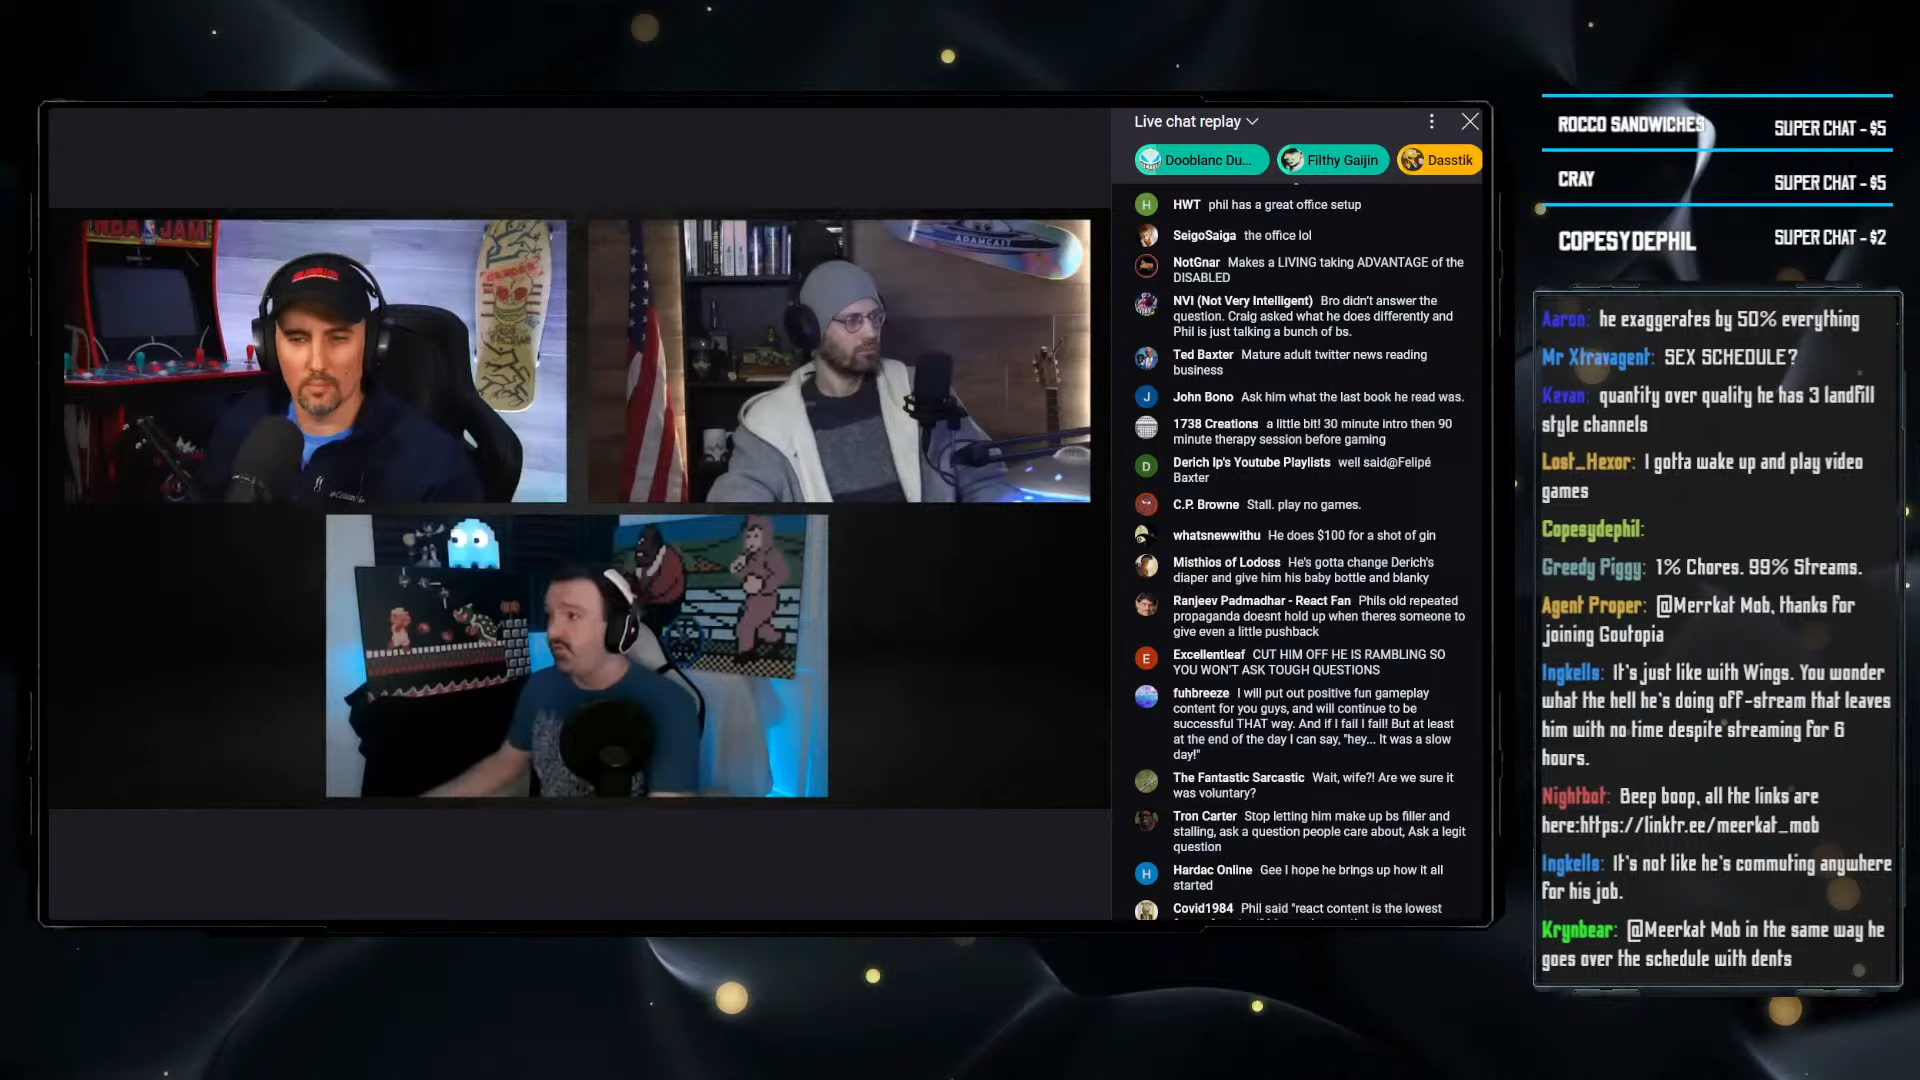 NBA JAM
ADAMCAST
Live chat replay
Dooblanc Du...
Filthy Gaijin
Dasstik
HWT phil has a great office setup
SeigoSaiga the office lol
NotGnar Makes a LIVING taking ADVANTAGE of the
DISABLED
NVI (Not Very Intelligent) Bro didn't answer the
question. Craig asked what he does differently and
Phil is just talking a bunch of bs.
Ted Baxter Mature adult twitter news reading
business
John Bono Ask him what the last book he read was.
1738 Creations a little bit! 30 minute intro then 90
minute therapy session before gaming
Derich Ip's Youtube Playlists well said@Felipé
Baxter
C.P. Browne Stall. play no games.
whatsnewwithu He does $100 for a shot of gin
Misthios of Lodoss He's gotta change Derich's
diaper and give him his baby bottle and blanky
Ranjeev Padmadhar - React Fan Phils old repeated
propaganda doesnt hold up when theres someone to
give even a little pushback
Excellentleaf CUT HIM OFF HE IS RAMBLING SO
YOU WON'T ASK TOUGH QUESTIONS
fuhbreeze I will put out positive fun gameplay
content for you guys, and will continue to be
successful THAT way. And if I fail I fail! But at least
at the end of the day I can say, "hey... It was a slow
day!"
The Fantastic Sarcastic Wait, wife?! Are we sure it
was voluntary?
Tron Carter Stop letting him make up bs filler and
stalling, ask a question people care about, Ask a legit
question
Hardac Online Gee I hope he brings up how it all
started
Covid1984 Phil said "react content is the lowest
ROCCO SANDWICHES SUPER CHAT - $5
CRAY SUPER CHAT - $5
COPESYDEPHIL SUPER CHAT - $2
Aaron: he exaggerates by 50% everything
Mr Xtravagent: SEX SCHEDULE?
Kevan: quantity over quality he has 3 landfill
style channels
Lost_Hexor: I gotta wake up and play video
games
Copesydephil:
Greedy Piggy: 1% Chores. 99% Streams.
Agent Proper: @Merrkat Mob, thanks for
joining Goutopia
Ingkells: It's just like with Wings. You wonder
what the hell he's doing off-stream that leaves
him with no time despite streaming for 6
hours.
Nightbot: Beep boop, all the links are
here:https://linktr.ee/meerkat_mob
Ingkells: It's not like he's commuting anywhere
for his job.
Krynbear: @Meerkat Mob in the same way he
goes over the schedule with dents